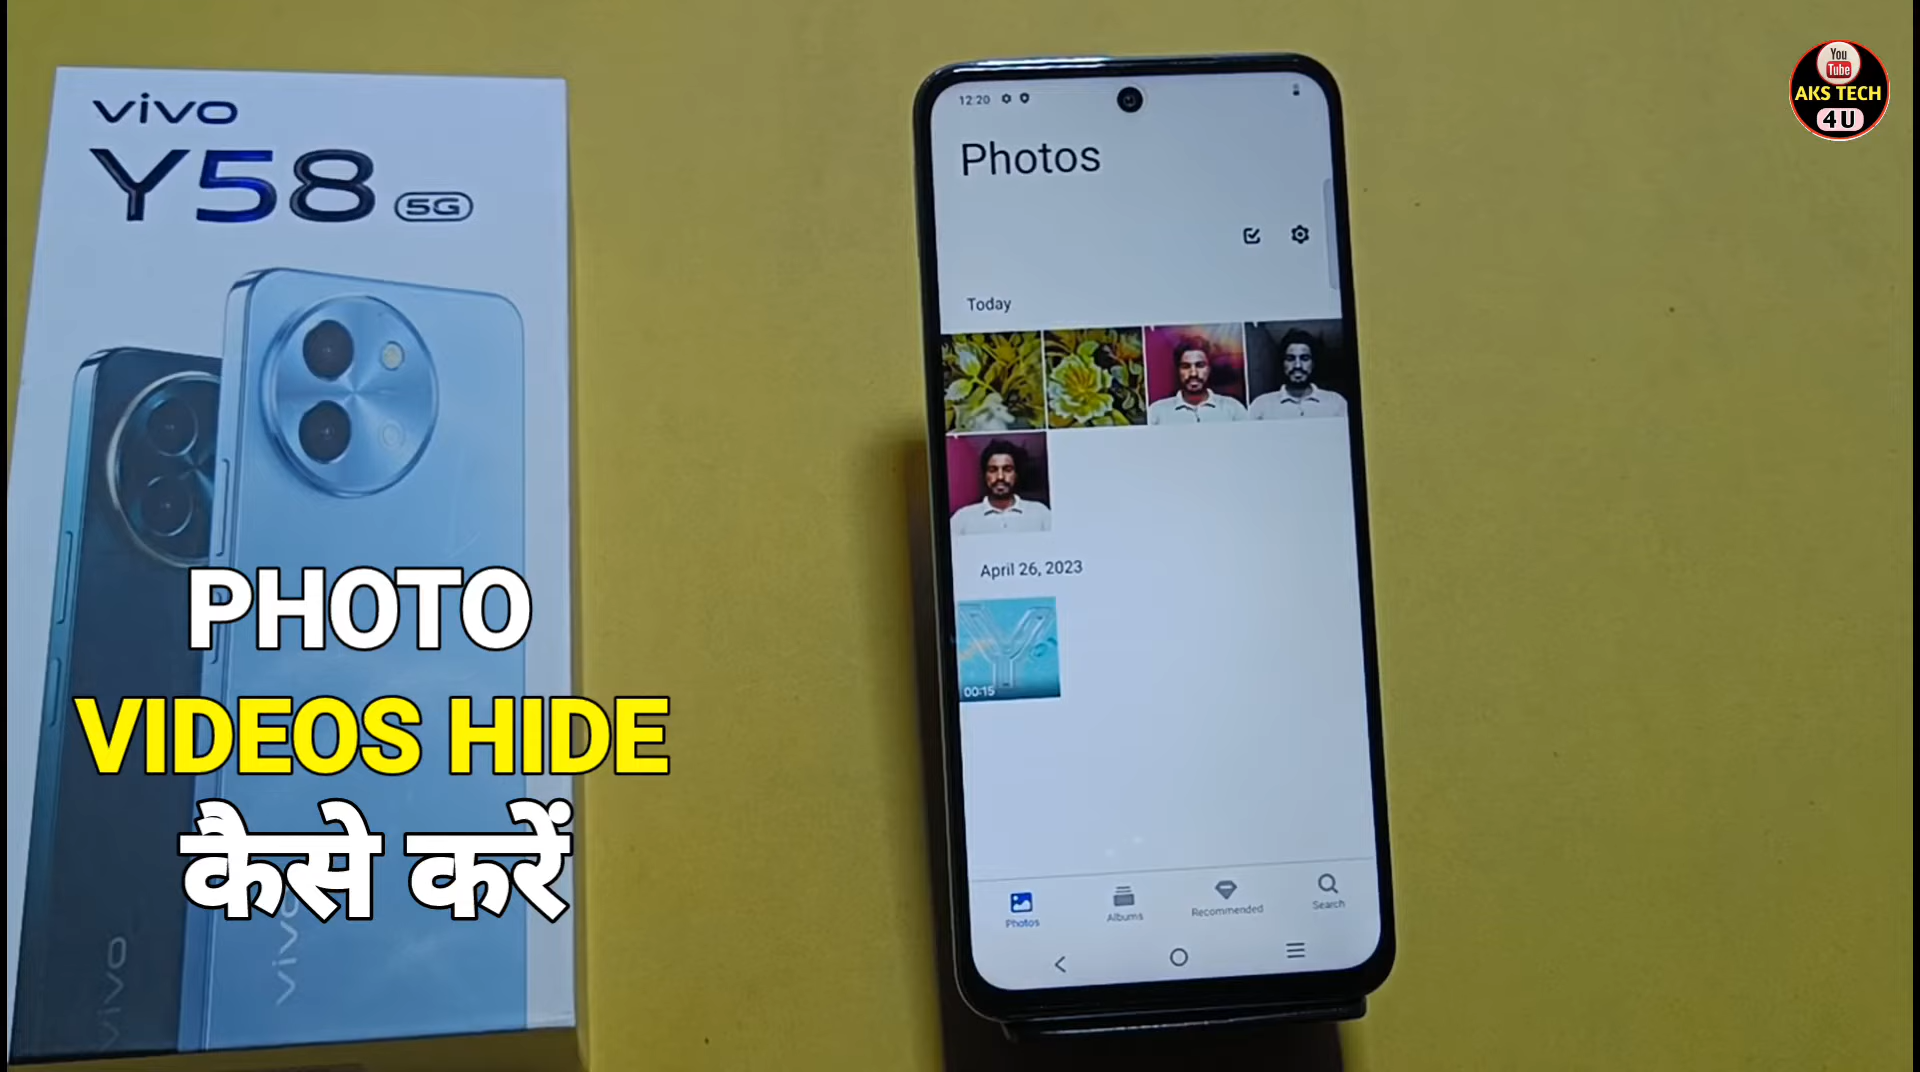 vivo
Y58 5G
PHOTO
VIDEOS HIDE
कैसे करें
vivo
vivo
12:20
Photos
Today
April 26, 2023
00:15
Photos
Albums
Recommended
Search
You
Tube
AKS TECH
4U